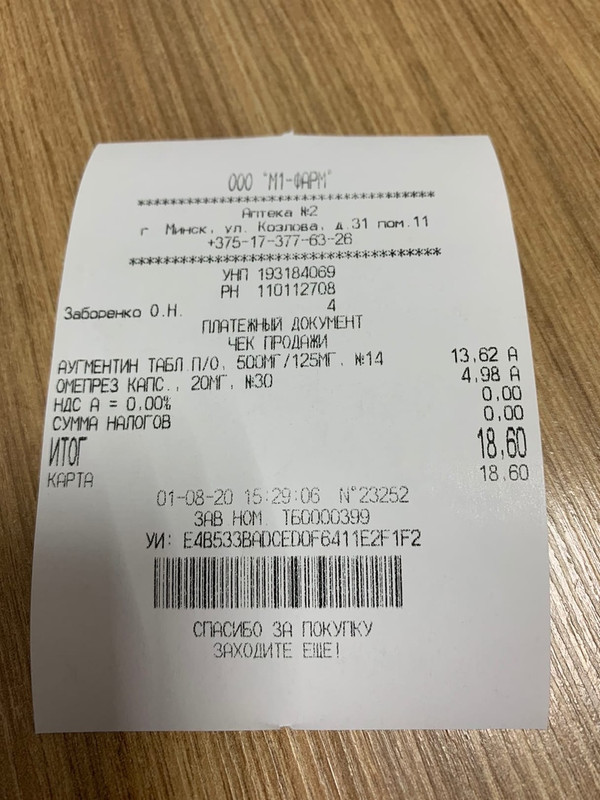 ООО "М1-ФАРМ"
************************************
Аптека №2
г Минск, ул. Козлова, д.31 пом.11
+375-17-377-63-26
************************************
УНП 193184069
РН 110112708
Заборенко О.Н. 4
ПЛАТЕЖНЫЙ ДОКУМЕНТ
ЧЕК ПРОДАЖИ
АУГМЕНТИН ТАБЛ.П/О, 500МГ/125МГ, №14 13,62 А
ОМЕПРЕЗ КАПС., 20МГ, №30 4,98 А
НДС А = 0.00% 0,00
СУММА НАЛОГОВ 0,00
ИТОГ 18,60
КАРТА 18.60
01-08-20 15:29:06 N°23252
ЗАВ НОМ. ТБ0000399
УИ: E4B533BADCED0F6411E2F1F2
СПАСИБО ЗА ПОКУПКУ
ЗАХОДИТЕ ЕЩЕ!